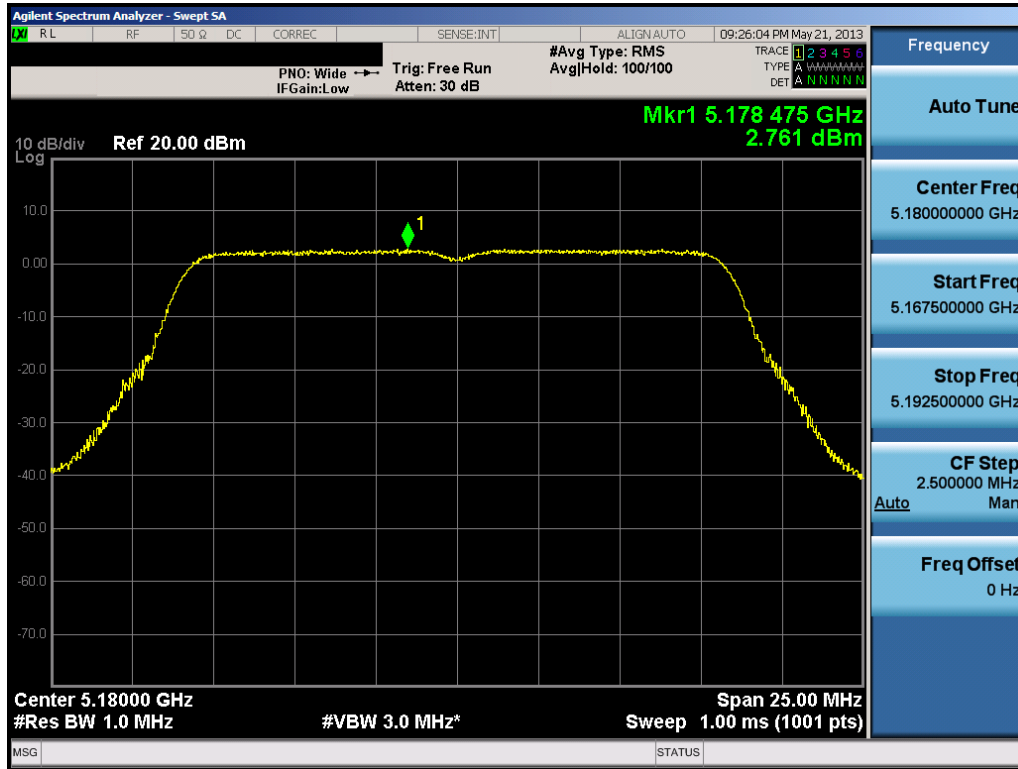 Agilent Spectrum Analyzer - Swept SA
LXI RL RF 50 Ω DC CORREC SENSE:INT ALIGN AUTO 09:26:04 PM May 21, 2013
PNO: Wide
IFGain:Low
Trig: Free Run
Atten: 30 dB
#Avg Type: RMS
Avg|Hold: 100/100
TRACE 1 2 3 4 5 6
TYPE A WWWWW
DET A N N N N N
Mkr1 5.178 475 GHz
2.761 dBm
10 dB/div Ref 20.00 dBm
Log
1
10.0
0.00
-10.0
-20.0
-30.0
-40.0
-50.0
-60.0
-70.0
Center 5.18000 GHz Span 25.00 MHz
#Res BW 1.0 MHz #VBW 3.0 MHz* Sweep 1.00 ms (1001 pts)
MSG STATUS
Frequency
Auto Tune
Center Freq
5.180000000 GHz
Start Freq
5.167500000 GHz
Stop Freq
5.192500000 GHz
CF Step
2.500000 MHz
Auto Man
Freq Offset
0 Hz